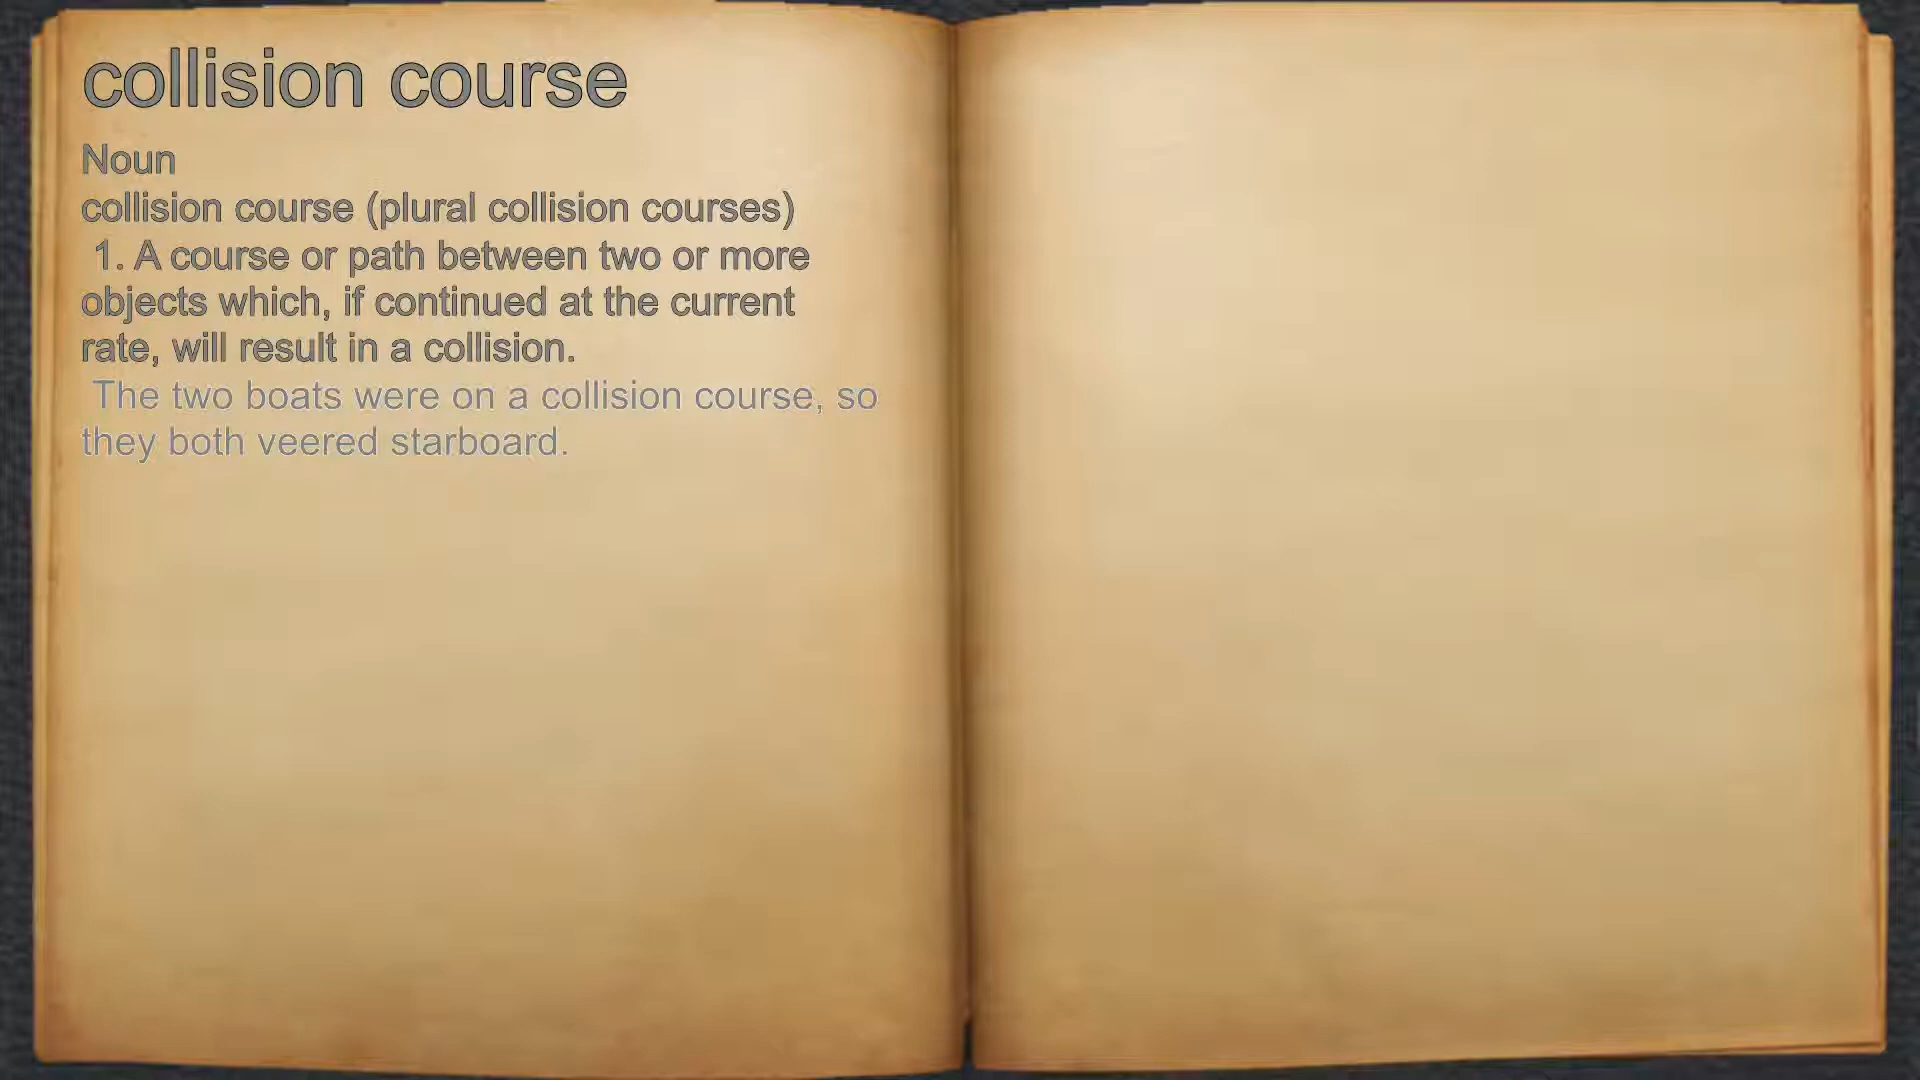 collision course
Noun
collision course (plural collision courses)
1. A course or path between two or more
objects which, if continued at the current
rate, will result in a collision.
The two boats were on a collision course, so
they both veered starboard.